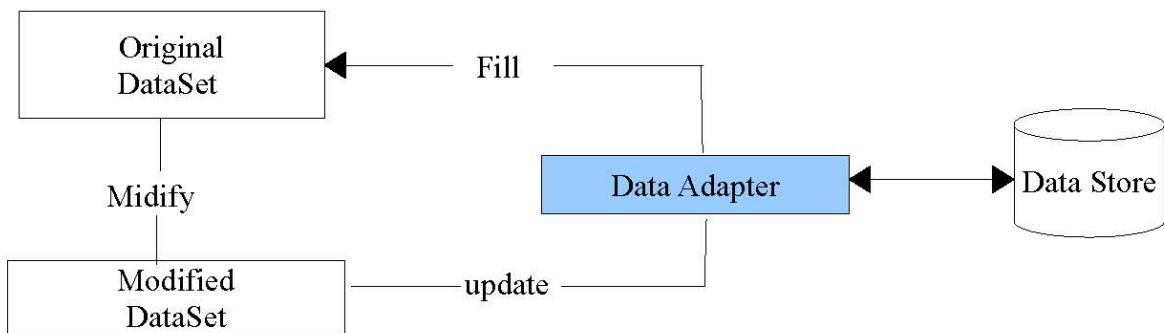 Original
DataSet
Fill
Data Adapter
Data Store
Midify
Modified
DataSet
update